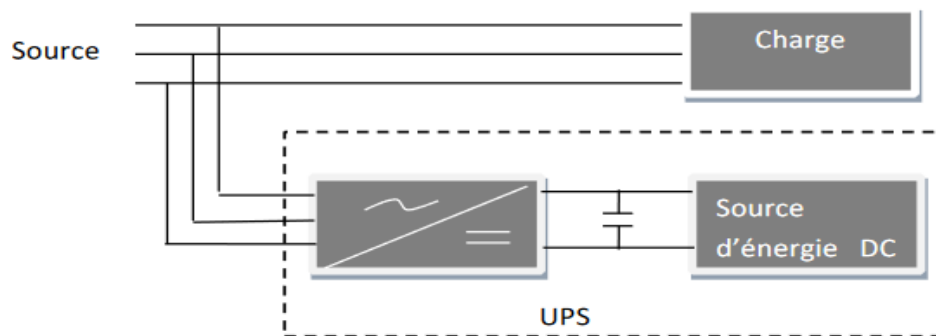 Source
Charge
Source
d’énergie DC
UPS